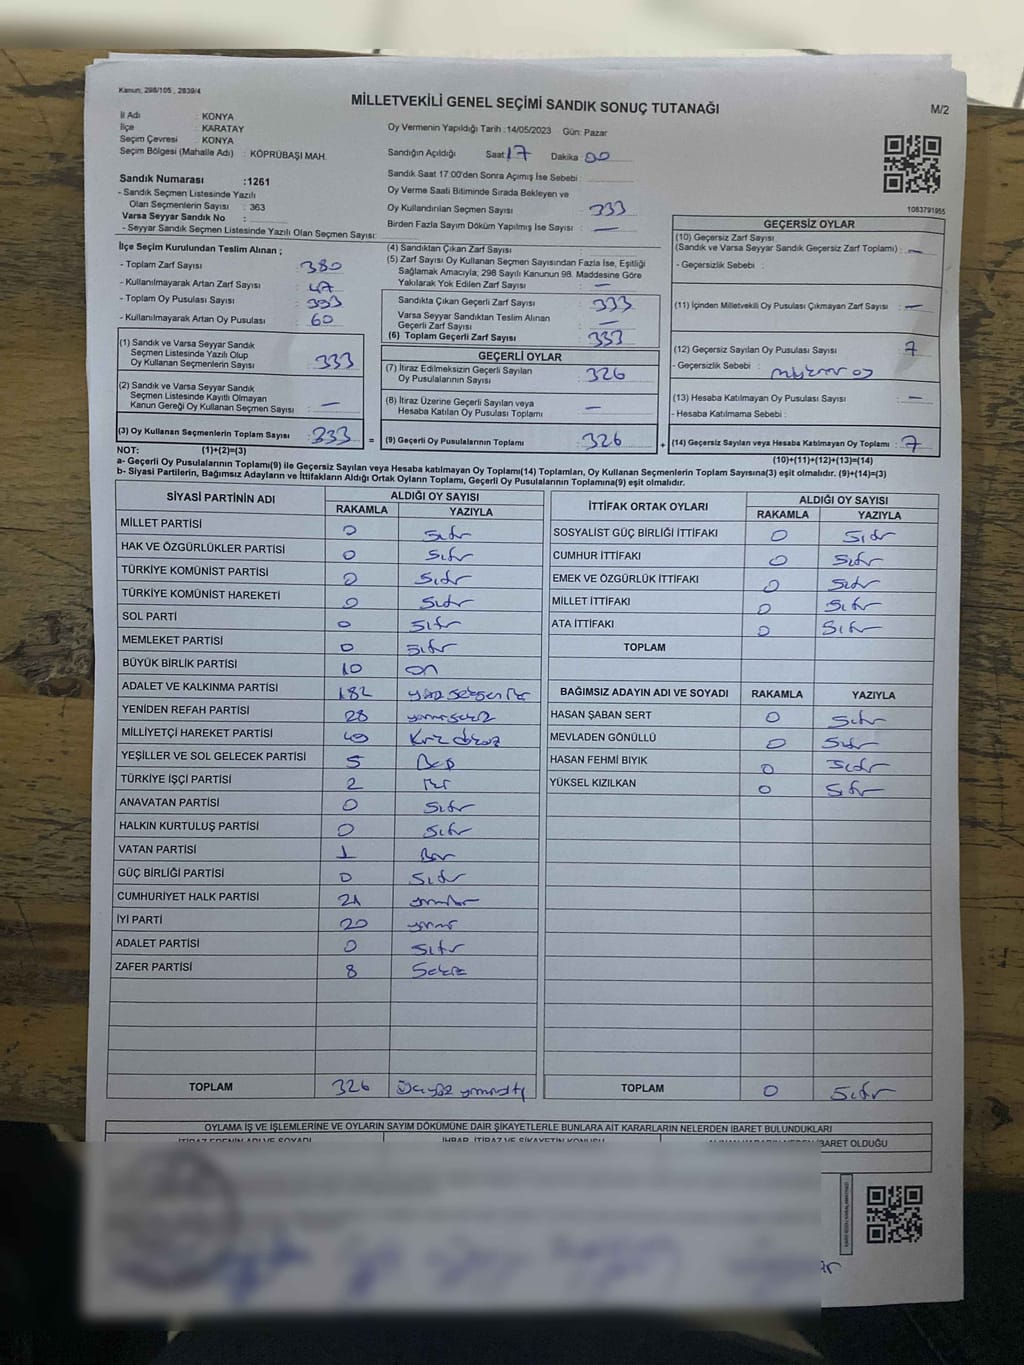 Kanun: 298/105 , 2839/4
MİLLETVEKİLİ GENEL SEÇİMİ SANDIK SONUÇ TUTANAĞI
M/2
İl Adı : KONYA
İlçe : KARATAY
Seçim Çevresi : KONYA
Seçim Bölgesi (Mahalle Adı) : KÖPRÜBAŞI MAH.
Oy Vermenin Yapıldığı Tarih : 14/05/2023 Gün: Pazar
Sandığın Açıldığı Saat 17 Dakika 00
Sandık Saat 17:00'den Sonra Açımış İse Sebebi
Oy Verme Saati Bitiminde Sırada Bekleyen ve
Oy Kullandırılan Seçmen Sayısı : 333
Birden Fazla Sayım Döküm Yapılmış İse Sayısı : —
1083791955
Sandık Numarası : 1261
- Sandık Seçmen Listesinde Yazılı
Olan Seçmenlerin Sayısı : 363
Varsa Seyyar Sandık No :
- Seyyar Sandık Seçmen Listesinde Yazılı Olan Seçmen Sayısı:
İlçe Seçim Kurulundan Teslim Alınan ;
- Toplam Zarf Sayısı : 380
- Kullanılmayarak Artan Zarf Sayısı : 47
- Toplam Oy Pusulası Sayısı :
- Kullanılmayarak Artan Oy Pusulası : 60
(1) Sandık ve Varsa Seyyar Sandık
Seçmen Listesinde Yazılı Olup
Oy Kullanan Seçmenlerin Sayısı : 333
(2) Sandık ve Varsa Seyyar Sandık
Seçmen Listesinde Kayıtlı Olmayan
Kanun Gereği Oy Kullanan Seçmen Sayısı : —
(3) Oy Kullanan Seçmenlerin Toplam Sayısı : 333 =
(4) Sandıktan Çıkan Zarf Sayısı :
(5) Zarf Sayısı Oy Kullanan Seçmen Sayısından Fazla İse, Eşitliği
Sağlamak Amacıyla; 298 Sayılı Kanunun 98. Maddesine Göre
Yakılarak Yok Edilen Zarf Sayısı : —
Sandıkta Çıkan Geçerli Zarf Sayısı : 333
Varsa Seyyar Sandıktan Teslim Alınan
Geçerli Zarf Sayısı : —
(6) Toplam Geçerli Zarf Sayısı : 333
GEÇERLİ OYLAR
(7) İtiraz Edilmeksizin Geçerli Sayılan
Oy Pusulalarının Sayısı : 326
(8) İtiraz Üzerine Geçerli Sayılan veya
Hesaba Katılan Oy Pusulası Toplamı : —
(9) Geçerli Oy Pusulalarının Toplamı : 326 +
GEÇERSİZ OYLAR
(10) Geçersiz Zarf Sayısı
(Sandık ve Varsa Seyyar Sandık Geçersiz Zarf Toplamı) : —
- Geçersizlik Sebebi :
(11) İçinden Milletvekili Oy Pusulası Çıkmayan Zarf Sayısı : —
(12) Geçersiz Sayılan Oy Pusulası Sayısı : 7
- Geçersizlik Sebebi :
(13) Hesaba Katılmayan Oy Pusulası Sayısı : —
- Hesaba Katılmama Sebebi :
(14) Geçersiz Sayılan veya Hesaba Katılmayan Oy Toplamı : 7
NOT: (1)+(2)=(3)
(10)+(11)+(12)+(13)=(14)
a- Geçerli Oy Pusulalarının Toplamı(9) ile Geçersiz Sayılan veya Hesaba katılmayan Oy Toplamı(14) Toplamları, Oy Kullanan Seçmenlerin Toplam Sayısına(3) eşit olmalıdır. (9)+(14)=(3)
b- Siyasi Partilerin, Bağımsız Adayların ve İttifakların Aldığı Ortak Oyların Toplamı, Geçerli Oy Pusulalarının Toplamına(9) eşit olmalıdır.
SİYASİ PARTİNİN ADI ALDIĞI OY SAYISI
RAKAMLA YAZIYLA
MİLLET PARTİSİ 0 Sıfır
HAK VE ÖZGÜRLÜKLER PARTİSİ 0 Sıfır
TÜRKİYE KOMÜNİST PARTİSİ 0 Sıfır
TÜRKİYE KOMÜNİST HAREKETİ 0 Sıfır
SOL PARTİ 0 Sıfır
MEMLEKET PARTİSİ 0 Sıfır
BÜYÜK BİRLİK PARTİSİ 10 on
ADALET VE KALKINMA PARTİSİ 182 yüz seksen iki
YENİDEN REFAH PARTİSİ 28 yirmi sekiz
MİLLİYETÇİ HAREKET PARTİSİ 49 Kırk dokuz
YEŞİLLER VE SOL GELECEK PARTİSİ 5 Beş
TÜRKİYE İŞÇİ PARTİSİ 2 iki
ANAVATAN PARTİSİ 0 Sıfır
HALKIN KURTULUŞ PARTİSİ 0 Sıfır
VATAN PARTİSİ 1 Bir
GÜÇ BİRLİĞİ PARTİSİ 0 Sıfır
CUMHURİYET HALK PARTİSİ 21 yirmibir
İYİ PARTİ 20 yirmi
ADALET PARTİSİ 0 Sıfır
ZAFER PARTİSİ 8 Sekiz
TOPLAM 326 üçyüz yirmialtı
İTTİFAK ORTAK OYLARI ALDIĞI OY SAYISI
RAKAMLA YAZIYLA
SOSYALİST GÜÇ BİRLİĞİ İTTİFAKI 0 Sıfır
CUMHUR İTTİFAKI 0 Sıfır
EMEK VE ÖZGÜRLÜK İTTİFAKI 0 Sıfır
MİLLET İTTİFAKI 0 Sıfır
ATA İTTİFAKI 0 Sıfır
TOPLAM
BAĞIMSIZ ADAYIN ADI VE SOYADI RAKAMLA YAZIYLA
HASAN ŞABAN SERT 0 Sıfır
MEVLADEN GÖNÜLLÜ 0 Sıfır
HASAN FEHMİ BIYIK 0 Sıfır
YÜKSEL KIZILKAN 0 Sıfır
TOPLAM 0 Sıfır
OYLAMA İŞ VE İŞLEMLERİNE VE OYLARIN SAYIM DÖKÜMÜNE DAİR ŞİKAYETLERLE BUNLARA AİT KARARLARIN NELERDEN İBARET BULUNDUKLARI
İTİRAZ EDENİN ADI VE SOYADI İHBAR, İTİRAZ VE ŞİKAYETİN KONUSU İBARET OLDUĞU